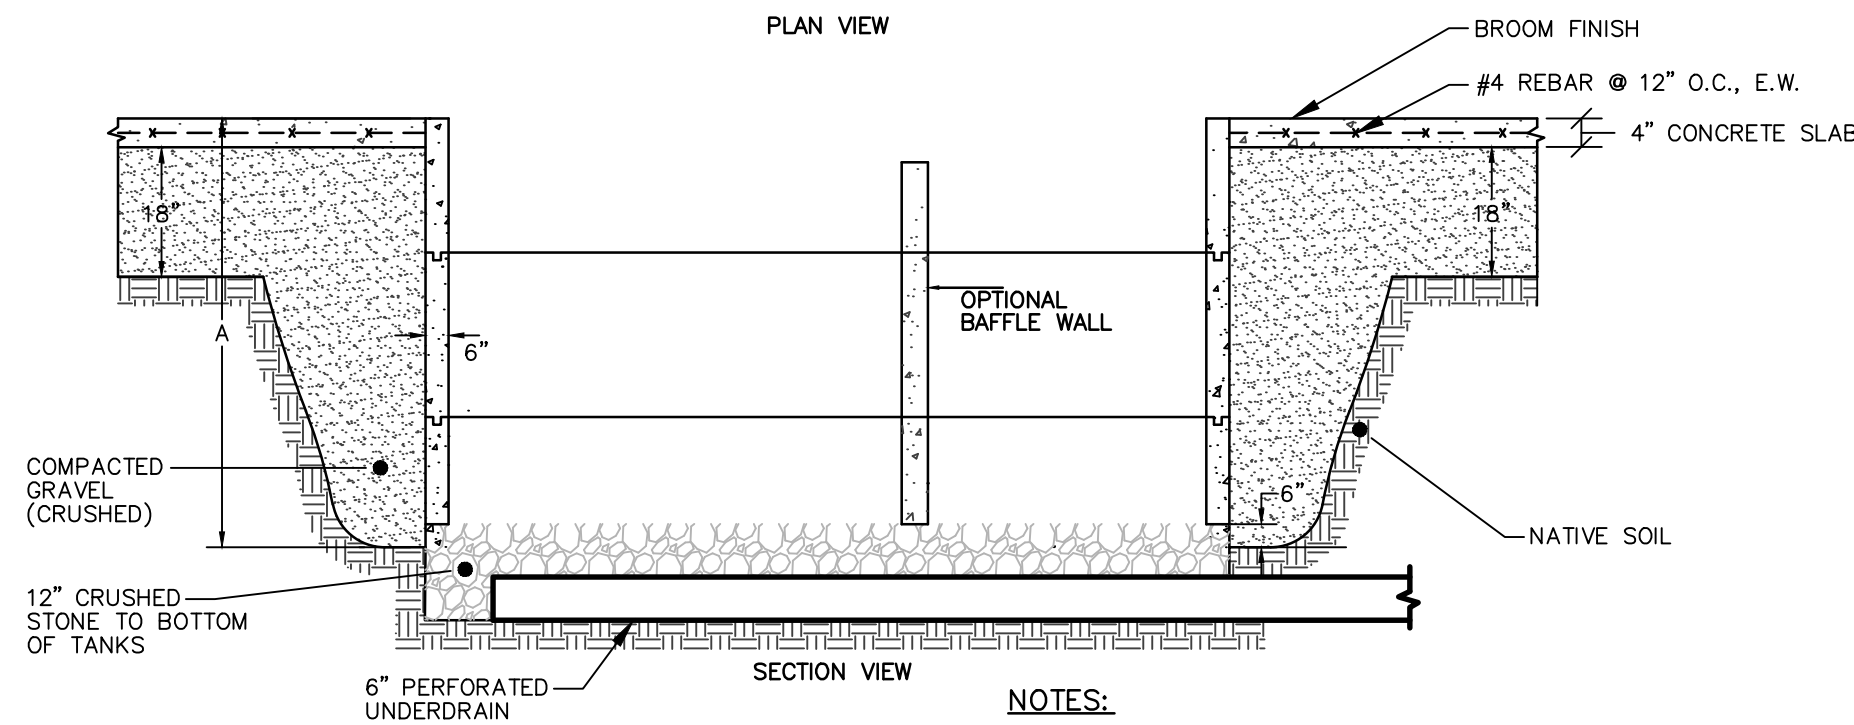 PLAN VIEW
BROOM FINISH
#4 REBAR @ 12" O.C., E.W.
4" CONCRETE SLAB
18"
18"
A
6"
OPTIONAL
BAFFLE WALL
COMPACTED
GRAVEL
(CRUSHED)
6"
NATIVE SOIL
12" CRUSHED
STONE TO BOTTOM
OF TANKS
6" PERFORATED
UNDERDRAIN
SECTION VIEW
NOTES: